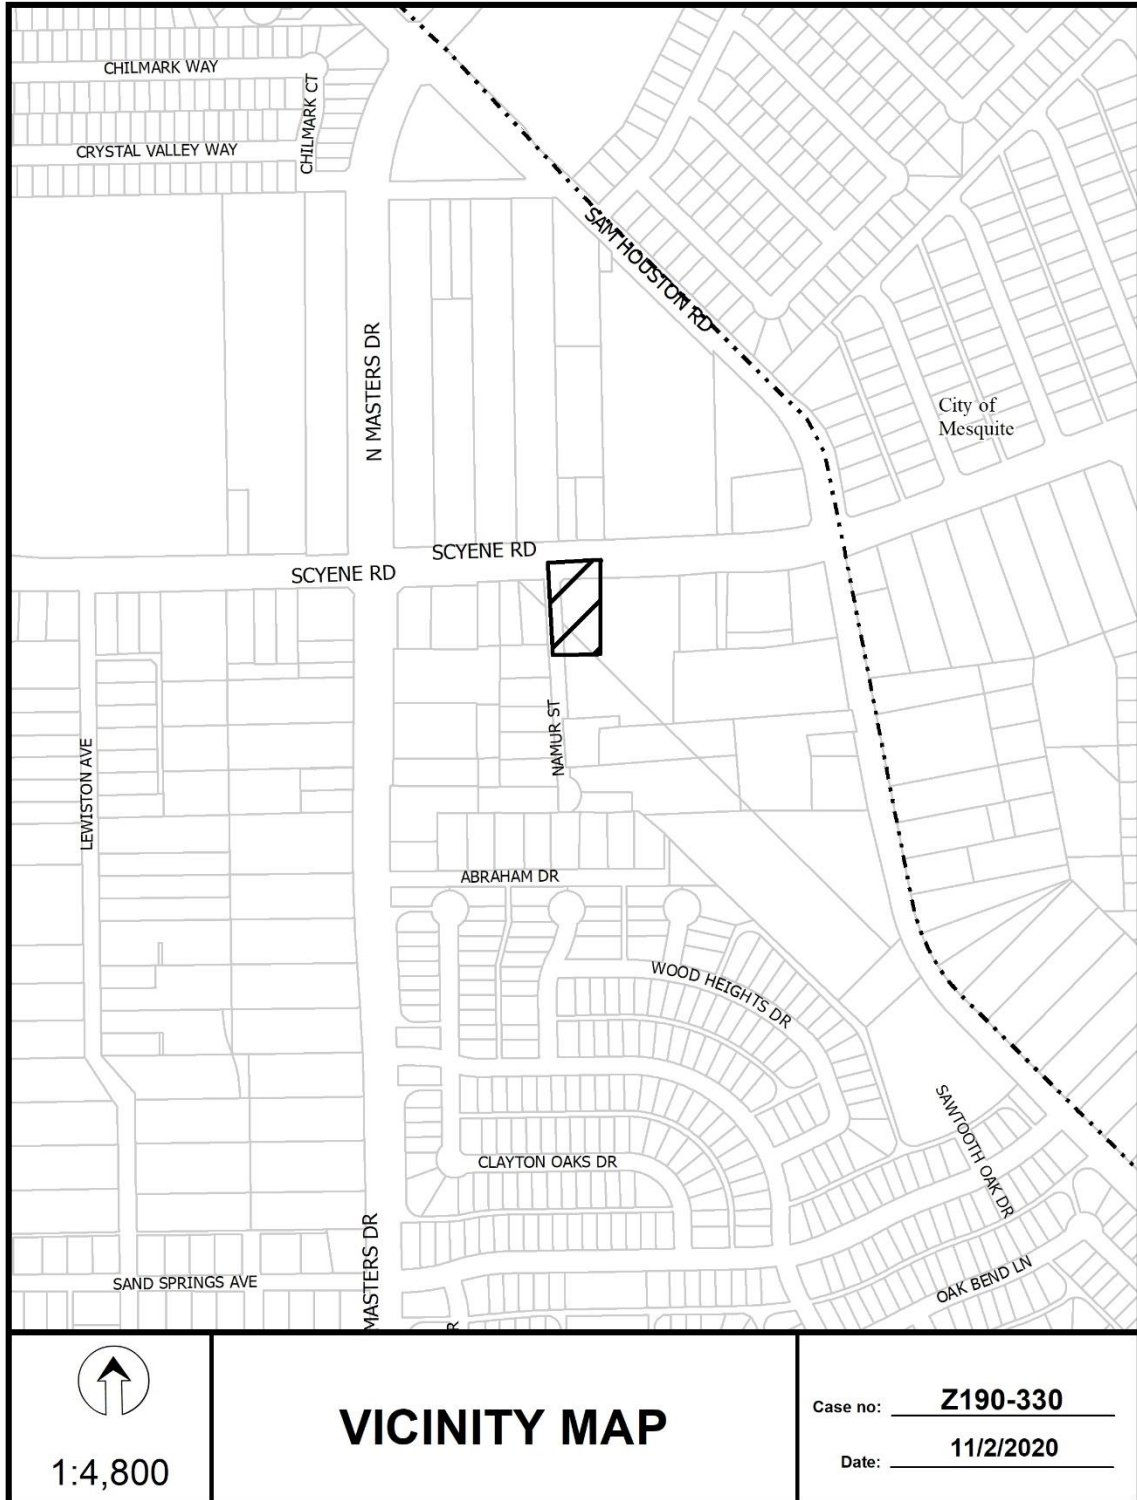 CHILMARK WAY
CHILMARK CT
CRYSTAL VALLEY WAY
SAM HOUSTON RD
N MASTERS DR
City of
Mesquite
SCYENE RD
SCYENE RD
NAMUR ST
LEWISTON AVE
ABRAHAM DR
WOOD HEIGHTS DR
SAWTOOTH OAK DR
CLAYTON OAKS DR
MASTERS DR
SAND SPRINGS AVE
OAK BEND LN
R
1:4,800
VICINITY MAP
Case no: Z190-330
Date: 11/2/2020